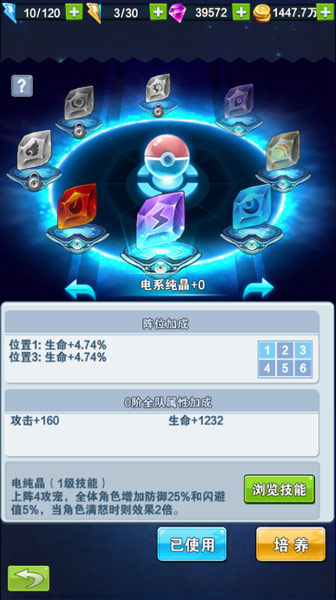 10/120 3/30 39572 1447.7万
?
电系纯晶+0
阵位加成
位置1: 生命+4.74%
位置3: 生命+4.74%
1 2 3
4 5 6
0阶全队属性加成
攻击+160 生命+1232
电纯晶(1级技能)
上阵4攻宠，全体角色增加防御25%和闪避
值5%，当角色满怒时则效果2倍。
浏览技能
已使用 培养